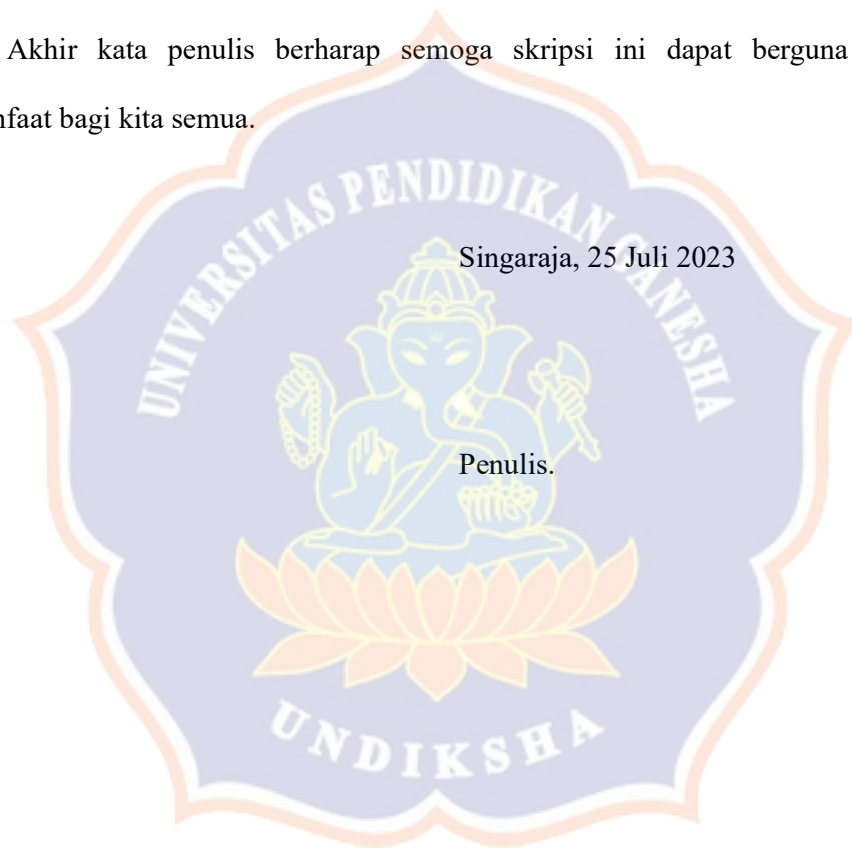 Akhir kata penulis berharap semoga skripsi ini dapat berguna
bagi kita semua.
Singaraja, 25 Juli 2023
Penulis.
UNIVERSITAS PENDIDIKAN GANESHA
UNDIKSHA